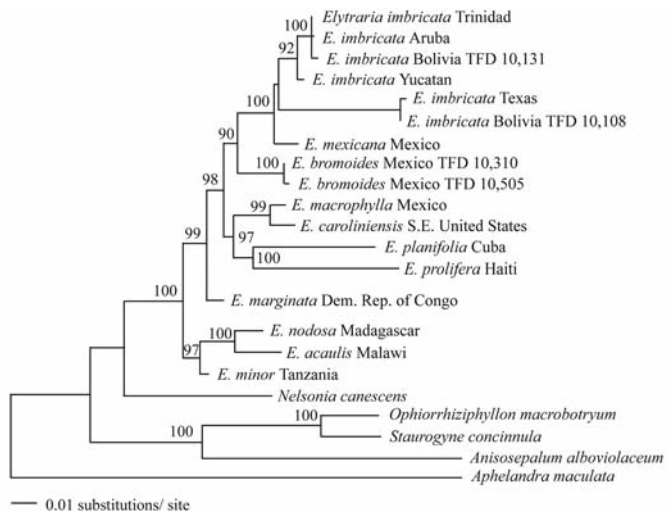 100
Elytraria imbricata Trinidad
92
E. imbricata Aruba
E. imbricata Bolivia TFD 10,131
E. imbricata Yucatan
100
E. imbricata Texas
E. imbricata Bolivia TFD 10,108
90
E. mexicana Mexico
100
E. bromoides Mexico TFD 10,310
98
E. bromoides Mexico TFD 10,505
99
E. macrophylla Mexico
99
E. caroliniensis S.E. United States
97
E. planifolia Cuba
100
E. prolifera Haiti
100
E. marginata Dem. Rep. of Congo
100
E. nodosa Madagascar
97
E. acaulis Malawi
E. minor Tanzania
Nelsonia canescens
100
Ophiorrhiziphyllon macrobotryum
100
Staurogyne concinnula
Anisosepalum alboviolaceum
Aphelandra maculata
0.01 substitutions/ site